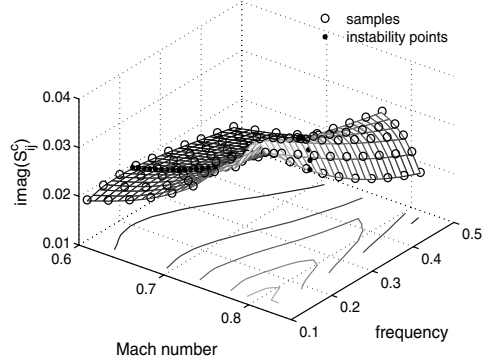 samples
instability points
0.04
0.03
0.02
0.01
imag(S^c_ij)
0.6
0.7
0.8
Mach number
0.1
0.2
0.3
0.4
0.5
frequency